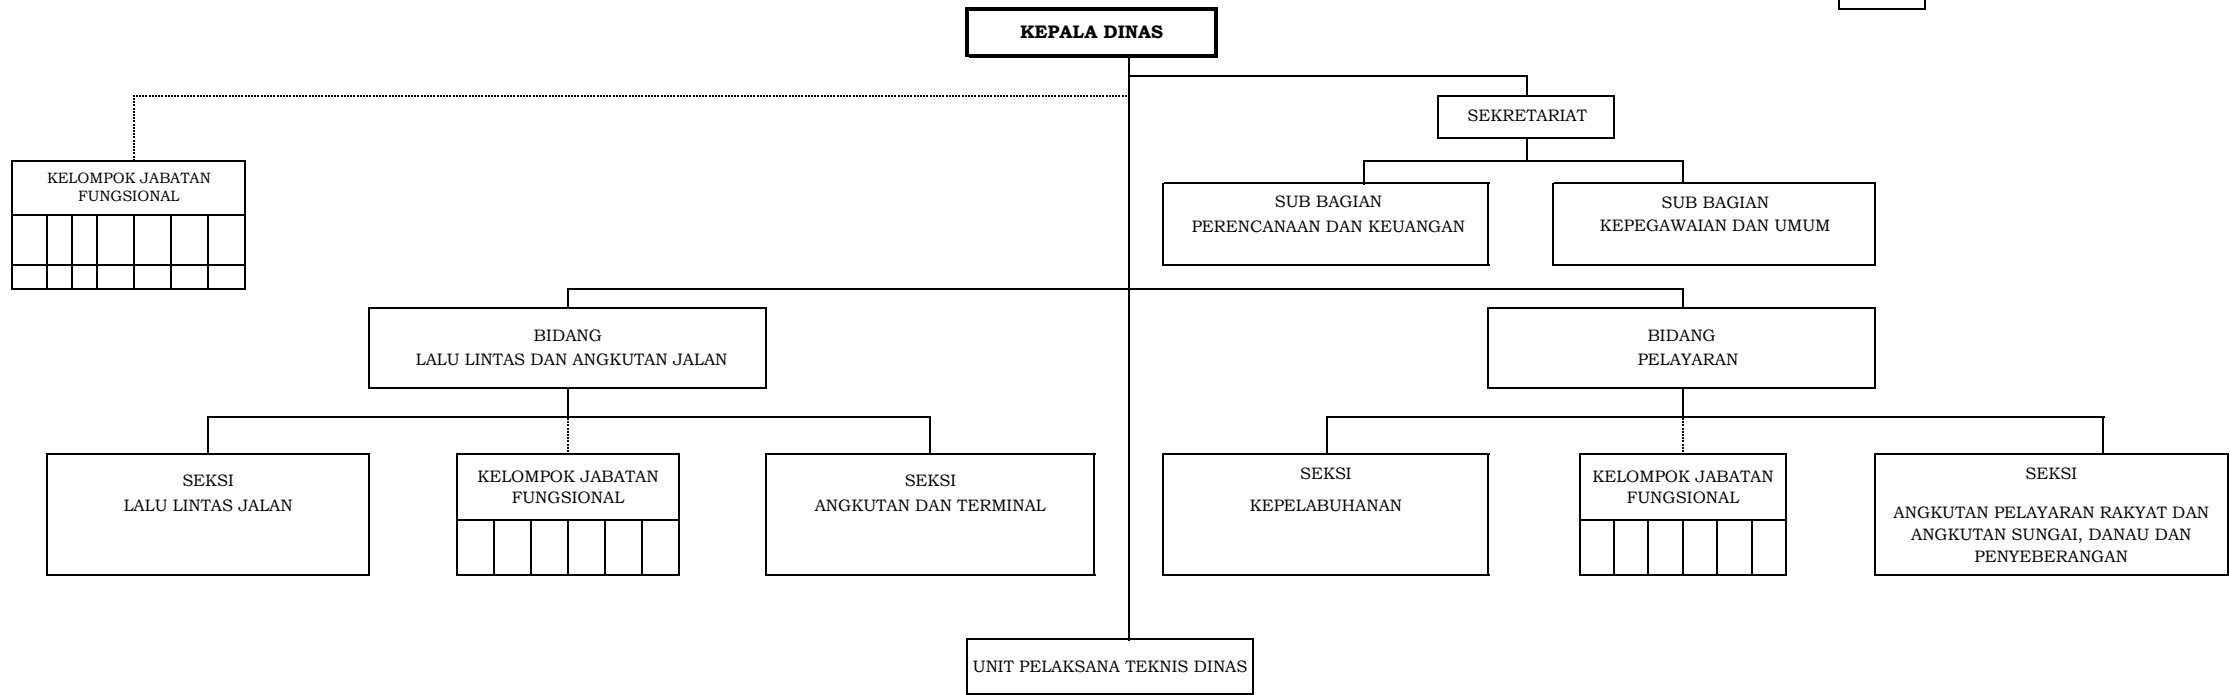 KEPALA DINAS
SEKRETARIAT
KELOMPOK JABATAN
FUNGSIONAL
SUB BAGIAN
PERENCANAAN DAN KEUANGAN
SUB BAGIAN
KEPEGAWAIAN DAN UMUM
BIDANG
LALU LINTAS DAN ANGKUTAN JALAN
BIDANG
PELAYARAN
SEKSI
LALU LINTAS JALAN
KELOMPOK JABATAN
FUNGSIONAL
SEKSI
ANGKUTAN DAN TERMINAL
SEKSI
KEPELABUHANAN
KELOMPOK JABATAN
FUNGSIONAL
SEKSI
ANGKUTAN PELAYARAN RAKYAT DAN
ANGKUTAN SUNGAI, DANAU DAN
PENYEBERANGAN
UNIT PELAKSANA TEKNIS DINAS